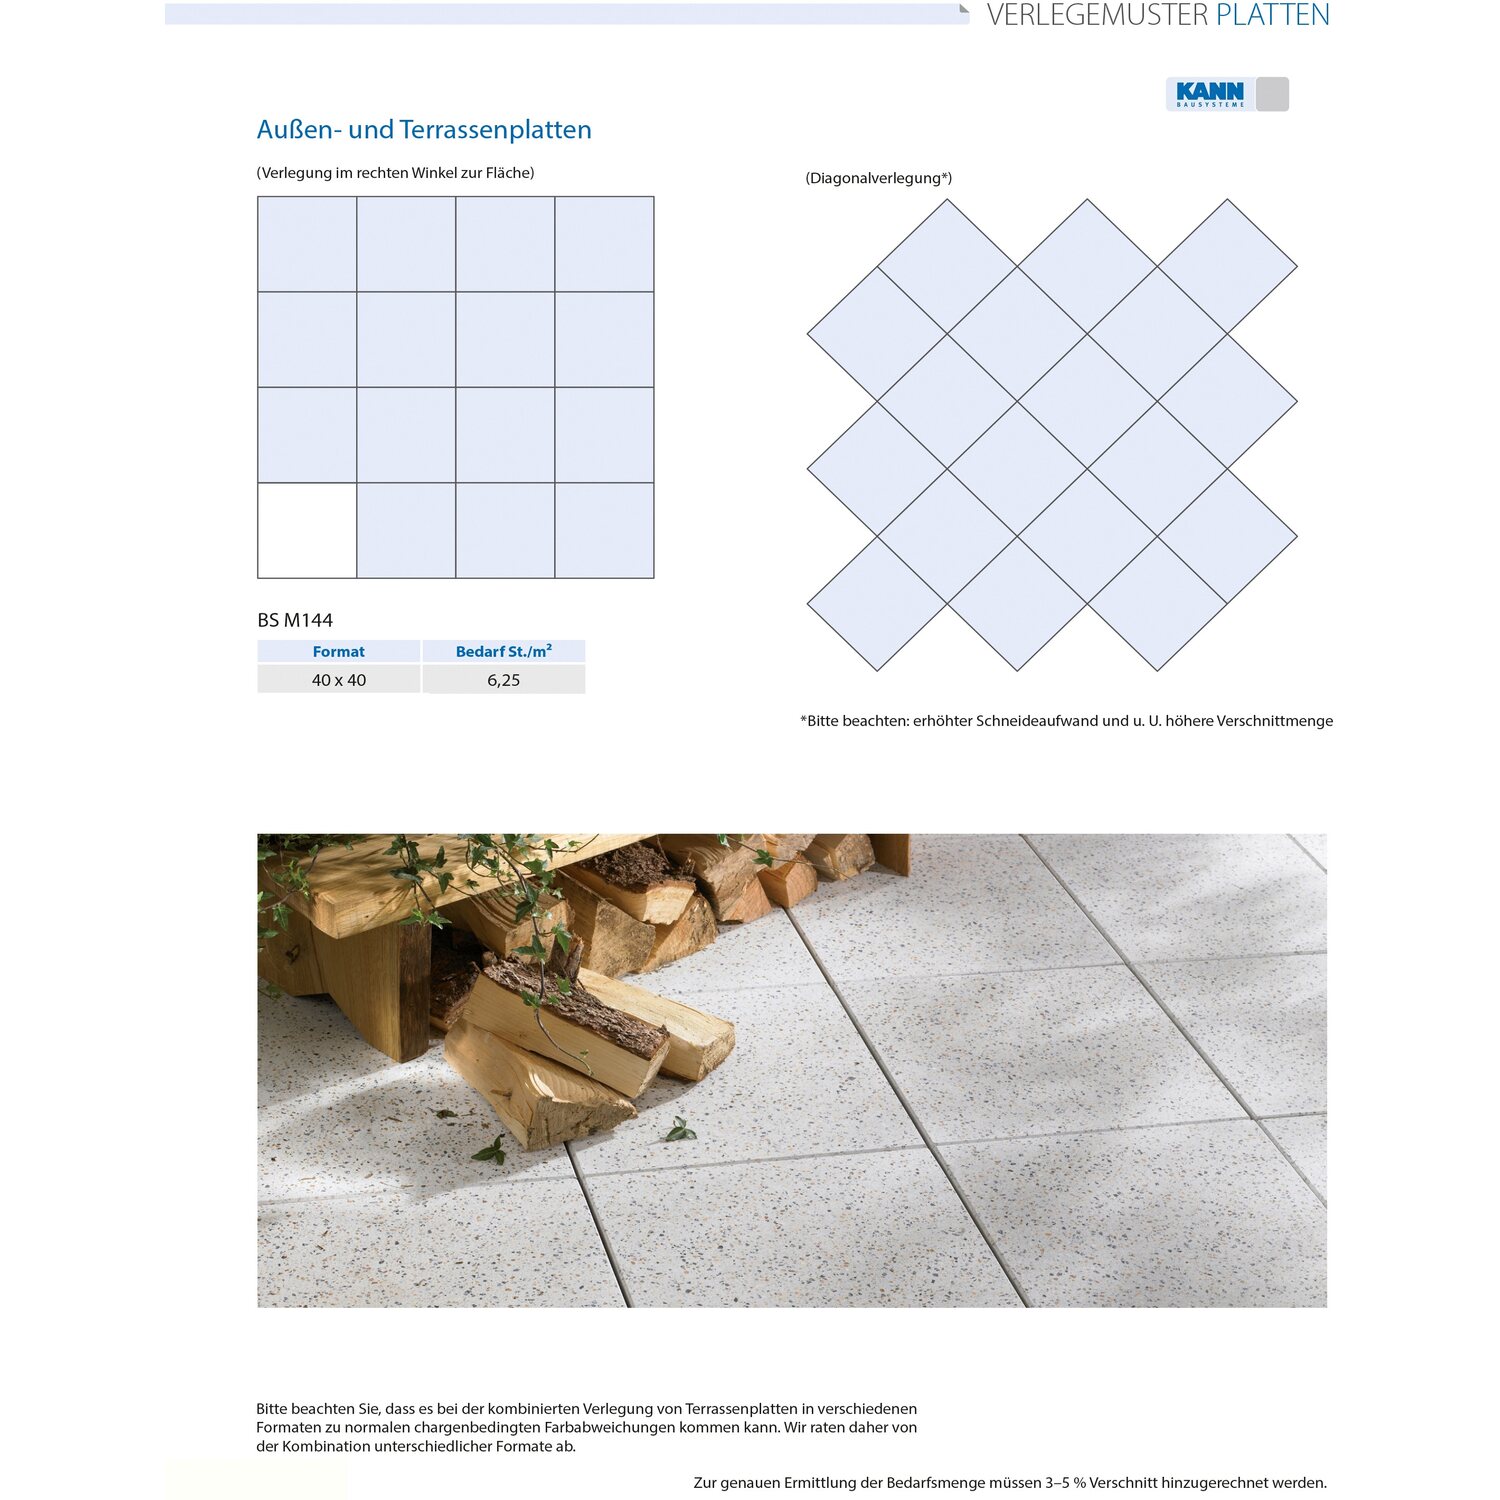 VERLEGEMUSTER PLATTEN
KANN
BAUSYSTEME
Außen- und Terrassenplatten
(Verlegung im rechten Winkel zur Fläche)
(Diagonalverlegung*)
BS M144
Format Bedarf St./m²
40 x 40 6,25
*Bitte beachten: erhöhter Schneideaufwand und u. U. höhere Verschnittmenge
Bitte beachten Sie, dass es bei der kombinierten Verlegung von Terrassenplatten in verschiedenen
Formaten zu normalen chargenbedingten Farbabweichungen kommen kann. Wir raten daher von
der Kombination unterschiedlicher Formate ab.
Zur genauen Ermittlung der Bedarfsmenge müssen 3–5 % Verschnitt hinzugerechnet werden.